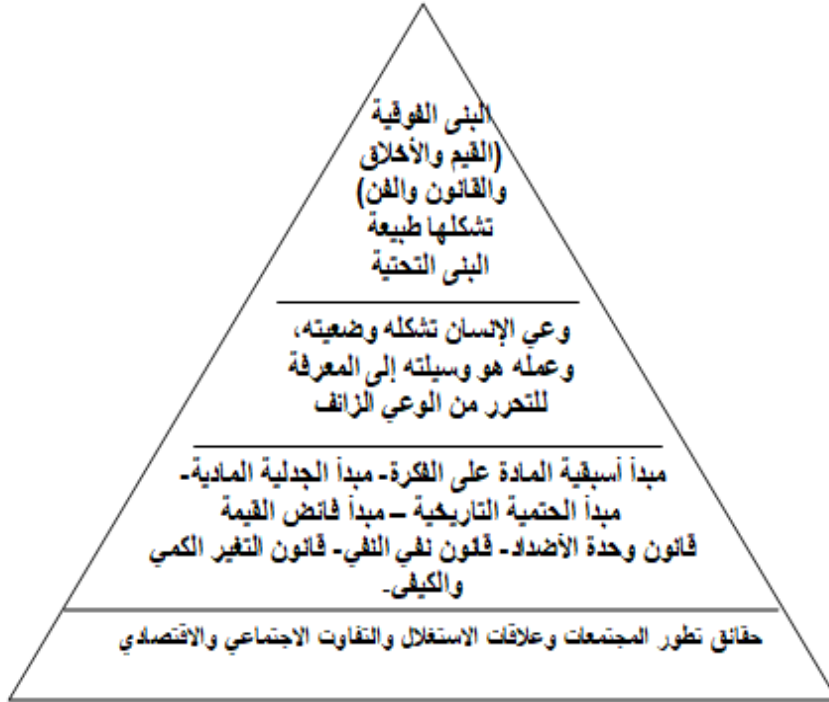 البنى الفوقية
(القيم والأخلاق
والقانون والفن)
تشكلها طبيعة
البنى التحتية
وعي الإنسان تشكله وضعيته،
وعمله هو وسيلته إلى المعرفة
للتحرر من الوعي الزائف
مبدأ أسبقية المادة على الفكرة- مبدأ الجدلية المادية-
مبدأ الحتمية التاريخية – مبدأ فائض القيمة
قانون وحدة الأضداد- قانون نفي النفي- قانون التغير الكمي
والكيفي.
حقائق تطور المجتمعات وعلاقات الاستغلال والتفاوت الاجتماعي والاقتصادي